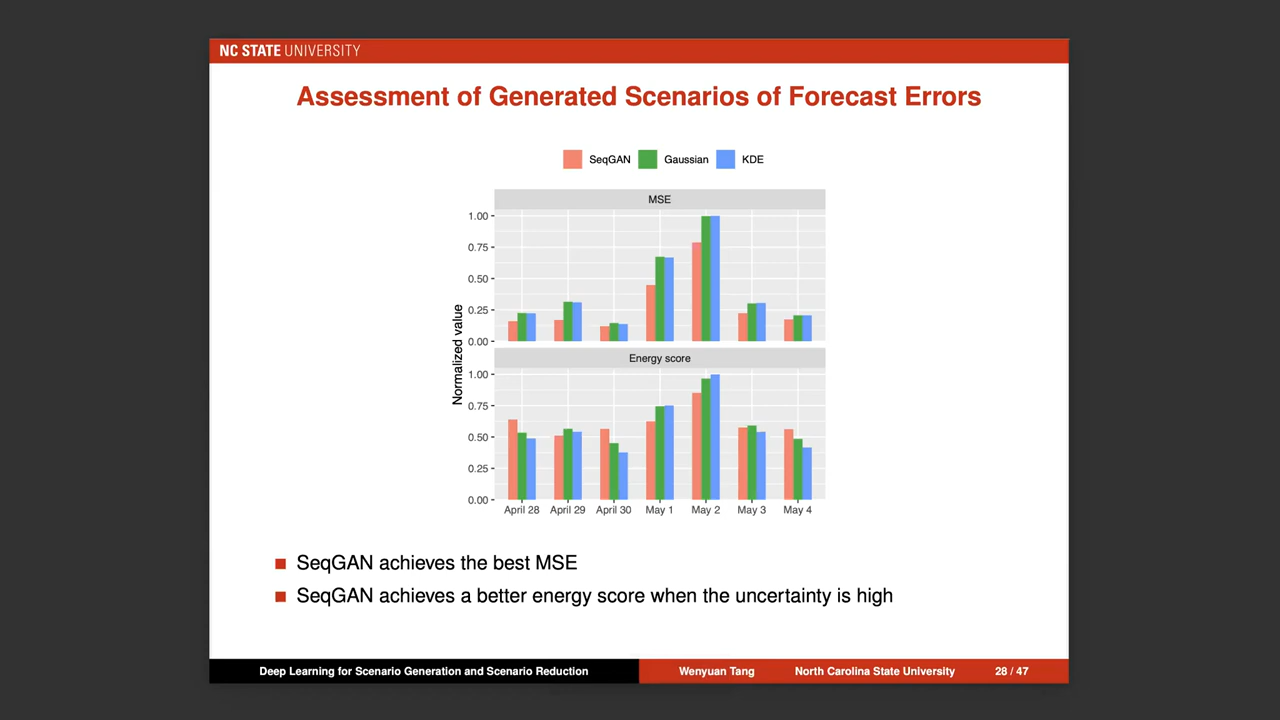 NC STATE UNIVERSITY
Assessment of Generated Scenarios of Forecast Errors
SeqGAN Gaussian KDE
MSE
1.00
0.75
0.50
0.25
0.00
Normalized value
Energy score
1.00
0.75
0.50
0.25
0.00
April 28 April 29 April 30 May 1 May 2 May 3 May 4
SeqGAN achieves the best MSE
SeqGAN achieves a better energy score when the uncertainty is high
Deep Learning for Scenario Generation and Scenario Reduction Wenyuan Tang North Carolina State University 28 / 47